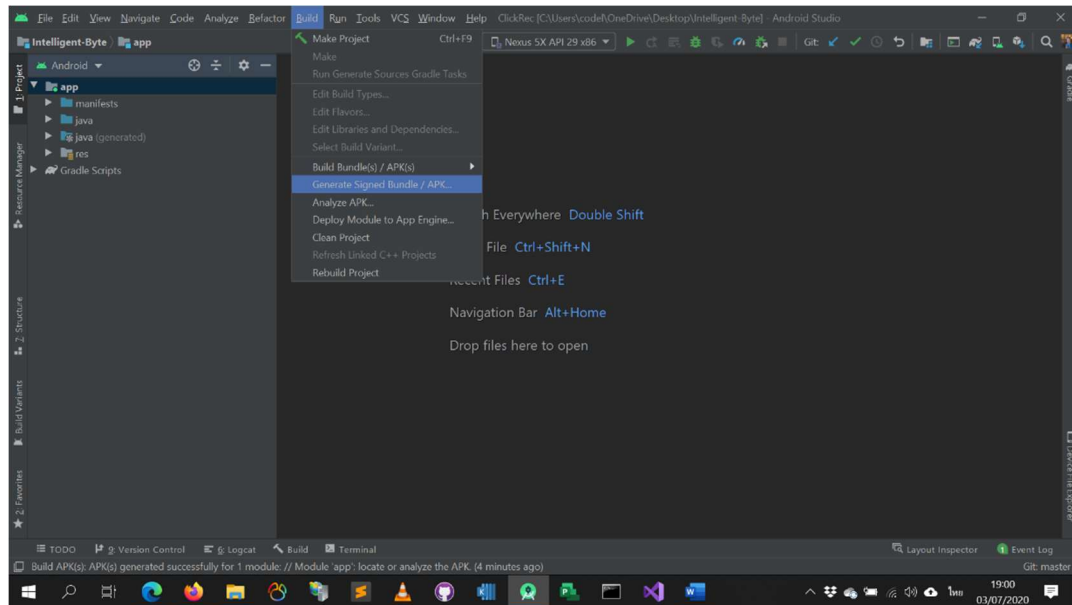 File Edit View Navigate Code Analyze Refactor Build Run Tools VCS Window Help ClickRec [C:\Users\codel\OneDrive\Desktop\Intelligent-Byte] - Android Studio
Intelligent-Byte app
Nexus 5X API 29 x86
Git:
Android
app
manifests
java
java (generated)
res
Gradle Scripts
Make Project Ctrl+F9
Make
Run Generate Sources Gradle Tasks
Edit Build Types...
Edit Flavors...
Edit Libraries and Dependencies...
Select Build Variant...
Build Bundle(s) / APK(s)
Generate Signed Bundle / APK...
Analyze APK...
Deploy Module to App Engine...
Clean Project
Refresh Linked C++ Projects
Rebuild Project
h Everywhere Double Shift
File Ctrl+Shift+N
Recent Files Ctrl+E
Navigation Bar Alt+Home
Drop files here to open
1: Project
Resource Manager
Z: Structure
Build Variants
2: Favorites
Gradle
Device File Explorer
TODO 9: Version Control 6: Logcat Build Terminal
Layout Inspector 1 Event Log
Build APK(s): APK(s) generated successfully for 1 module: // Module 'app': locate or analyze the APK. (4 minutes ago)
Git: master
ไทย
19:00
03/07/2020